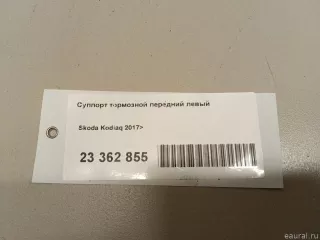 Суппорт тормозной передний левый
Skoda Kodiaq 2017>
23 362 855
eaural.ru